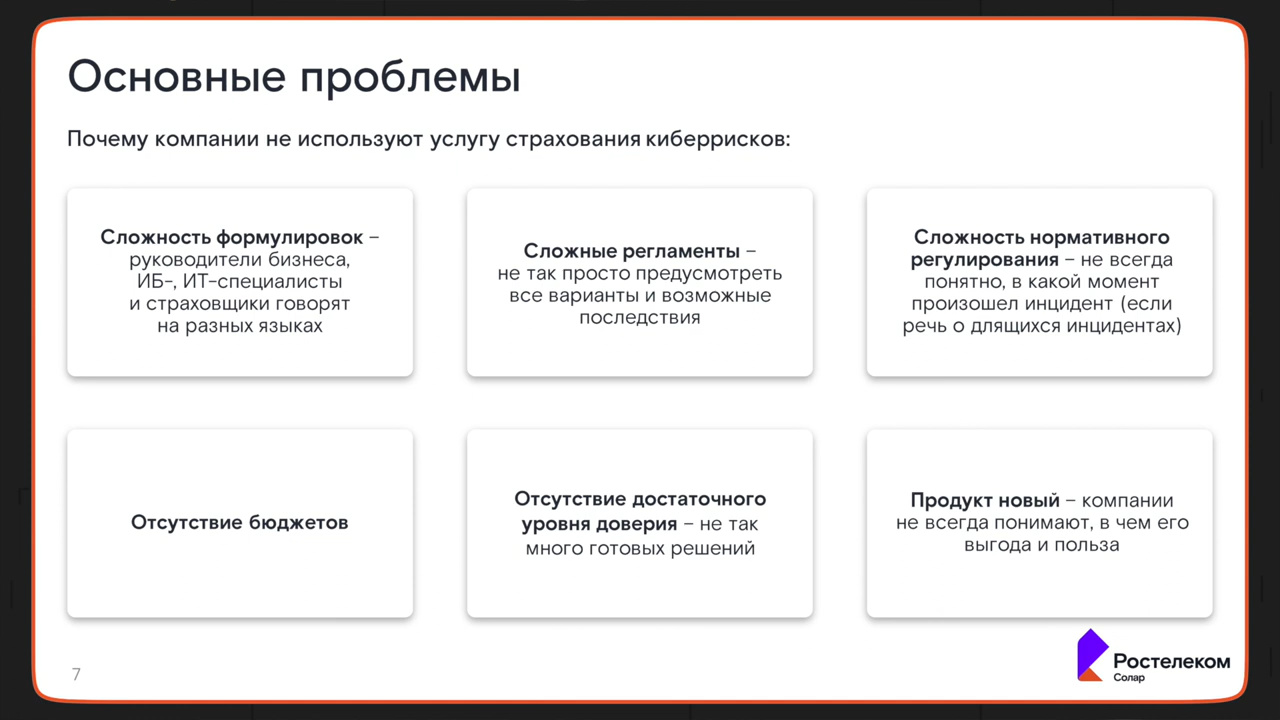 Основные проблемы
Почему компании не используют услугу страхования киберрисков:
Сложность формулировок –
руководители бизнеса,
ИБ-, ИТ-специалисты
и страховщики говорят
на разных языках
Сложные регламенты –
не так просто предусмотреть
все варианты и возможные
последствия
Сложность нормативного
регулирования – не всегда
понятно, в какой момент
произошел инцидент (если
речь о длящихся инцидентах)
Отсутствие бюджетов
Отсутствие достаточного
уровня доверия – не так
много готовых решений
Продукт новый – компании
не всегда понимают, в чем его
выгода и польза
7
Ростелеком
Солар